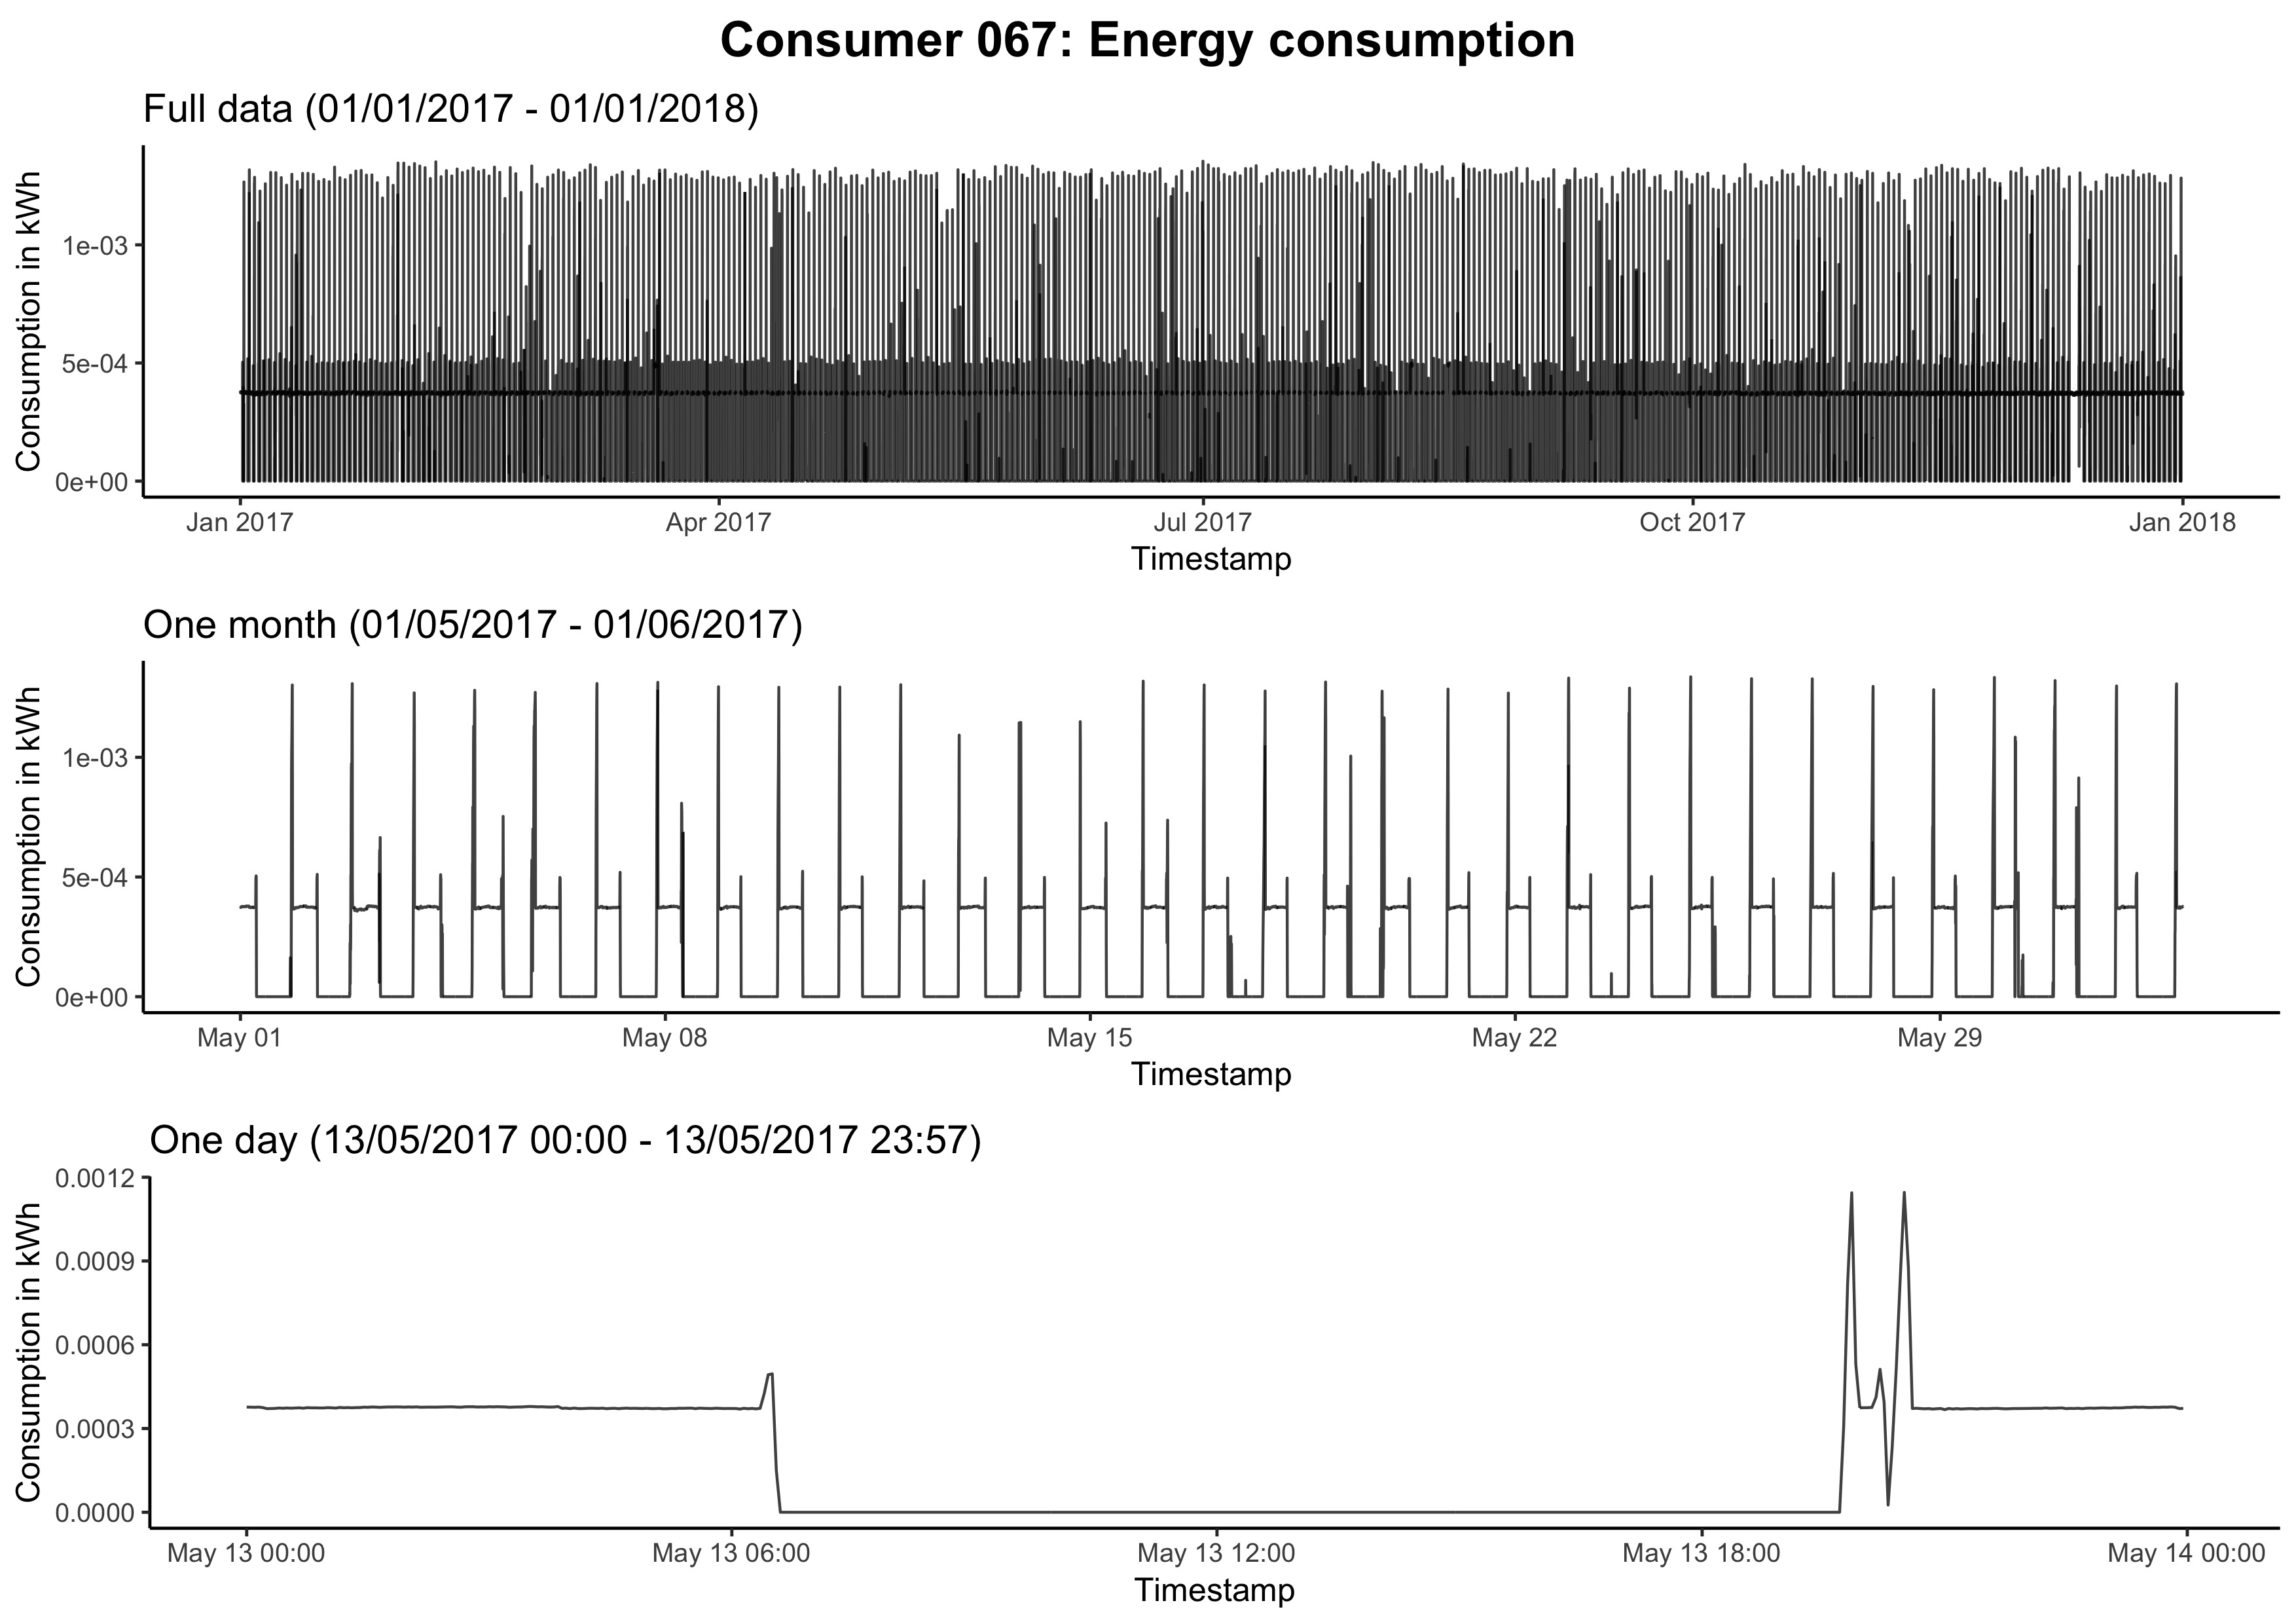 Consumer 067: Energy consumption
Full data (01/01/2017 - 01/01/2018)
Consumption in kWh
1e-03
5e-04
0e+00
Jan 2017 Apr 2017 Jul 2017 Oct 2017 Jan 2018
Timestamp
One month (01/05/2017 - 01/06/2017)
Consumption in kWh
1e-03
5e-04
0e+00
May 01 May 08 May 15 May 22 May 29
Timestamp
One day (13/05/2017 00:00 - 13/05/2017 23:57)
Consumption in kWh
0.0012
0.0009
0.0006
0.0003
0.0000
May 13 00:00 May 13 06:00 May 13 12:00 May 13 18:00 May 14 00:00
Timestamp